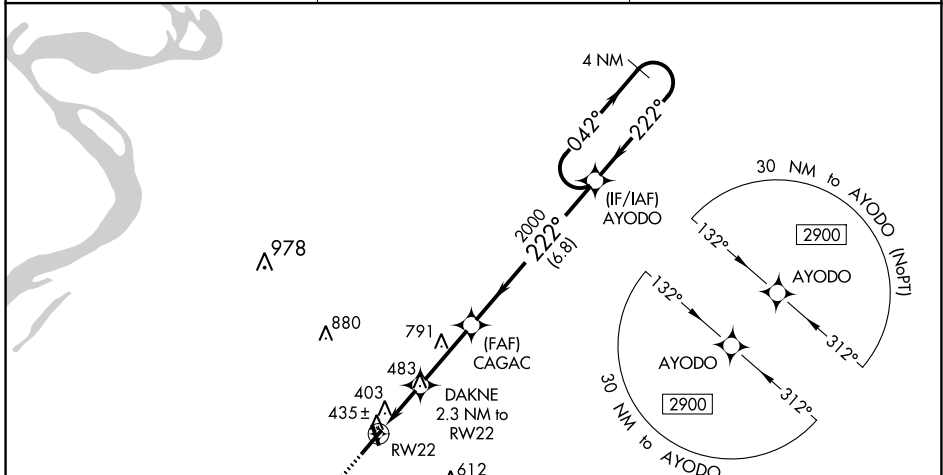 4 NM
042°
222°
(IF/IAF)
AYODO
2000
222°
(6.8)
30 NM to AYODO (NoPT)
132°
2900
AYODO
312°
978
132°
880
791
(FAF)
CAGAC
AYODO
483
DAKNE
2.3 NM to
RW22
403
435±
RW22
2900
312°
30 NM to AYODO
612